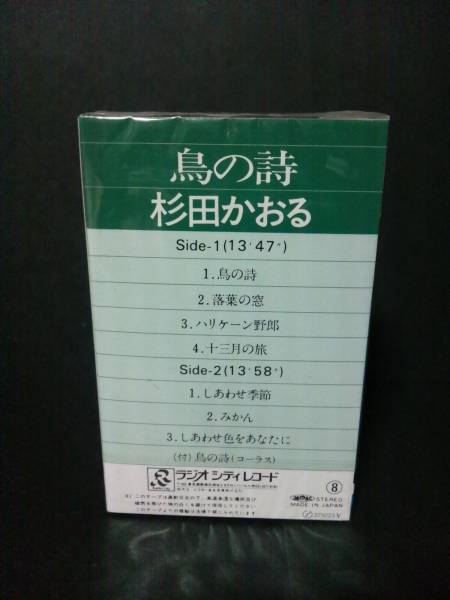 鳥の詩
杉田かおる
Side-1(13'47")
1.鳥の詩
2.落葉の窓
3.ハリケーン野郎
4.十三月の旅
Side-2(13'58")
1.しあわせ季節
2.みかん
3.しあわせ色をあなたに
(付) 鳥の詩(コーラス)
ラジオシティレコード
⑧
STEREO
MADE IN JAPAN